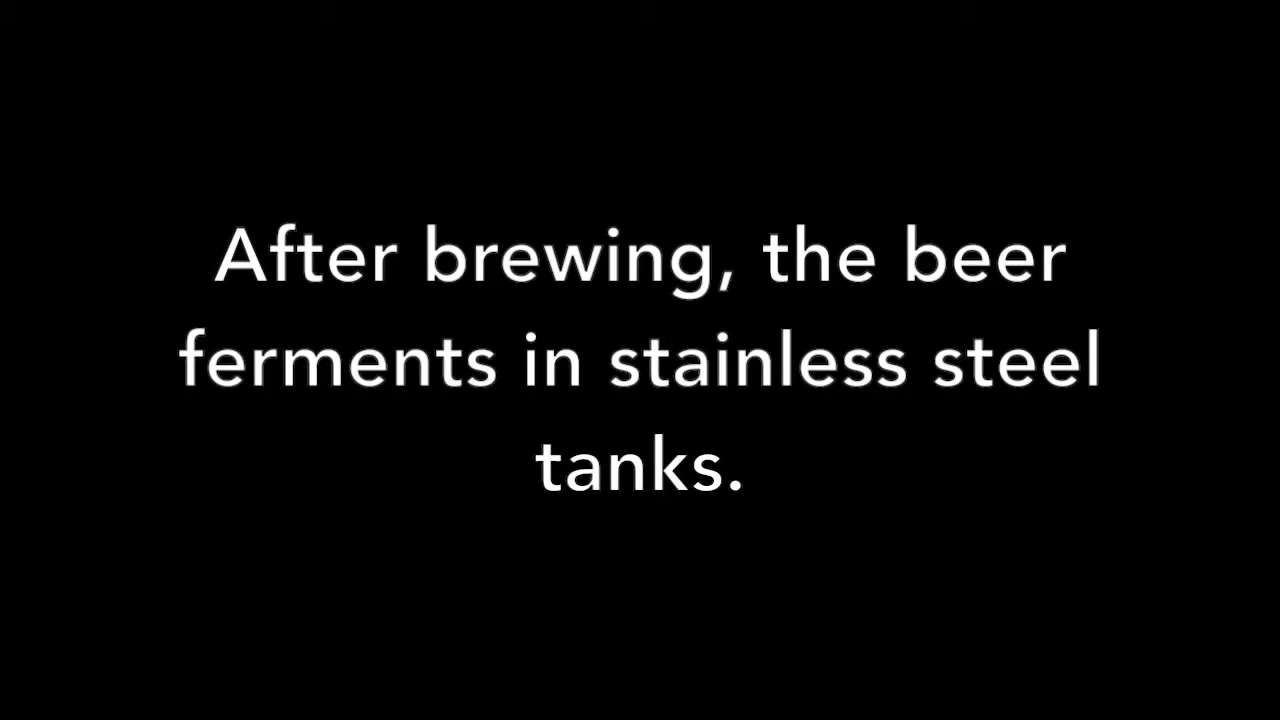 After brewing, the beer
ferments in stainless steel
tanks.